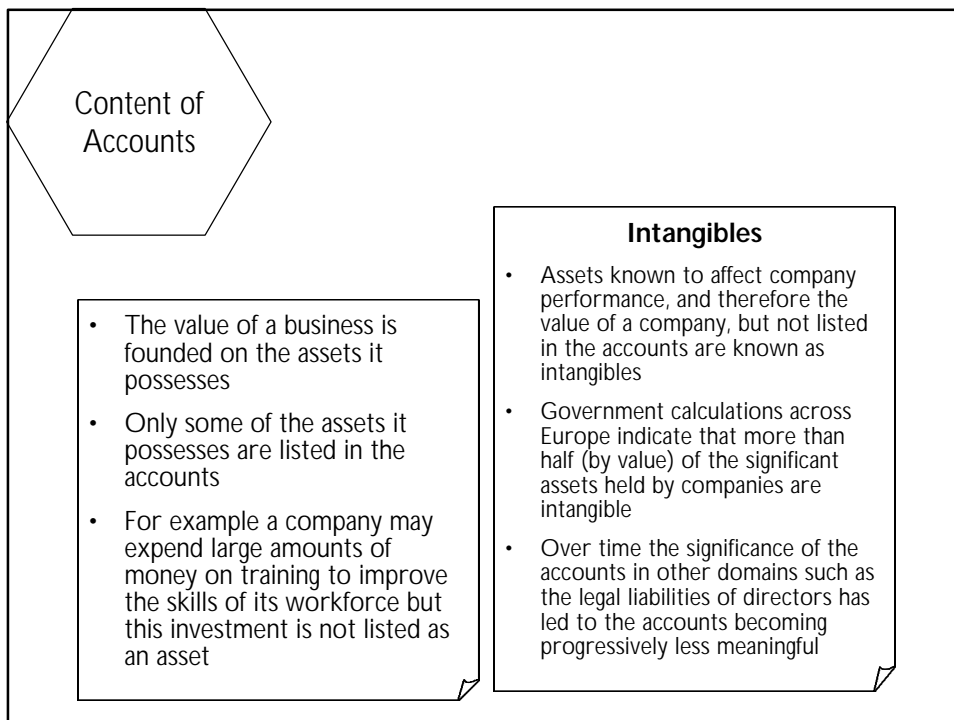 Content of
Accounts
• The value of a business is
founded on the assets it
possesses
• Only some of the assets it
possesses are listed in the
accounts
• For example a company may
expend large amounts of
money on training to improve
the skills of its workforce but
this investment is not listed as
an asset
Intangibles
• Assets known to affect company
performance, and therefore the
value of a company, but not listed
in the accounts are known as
intangibles
• Government calculations across
Europe indicate that more than
half (by value) of the significant
assets held by companies are
intangible
• Over time the significance of the
accounts in other domains such as
the legal liabilities of directors has
led to the accounts becoming
progressively less meaningful